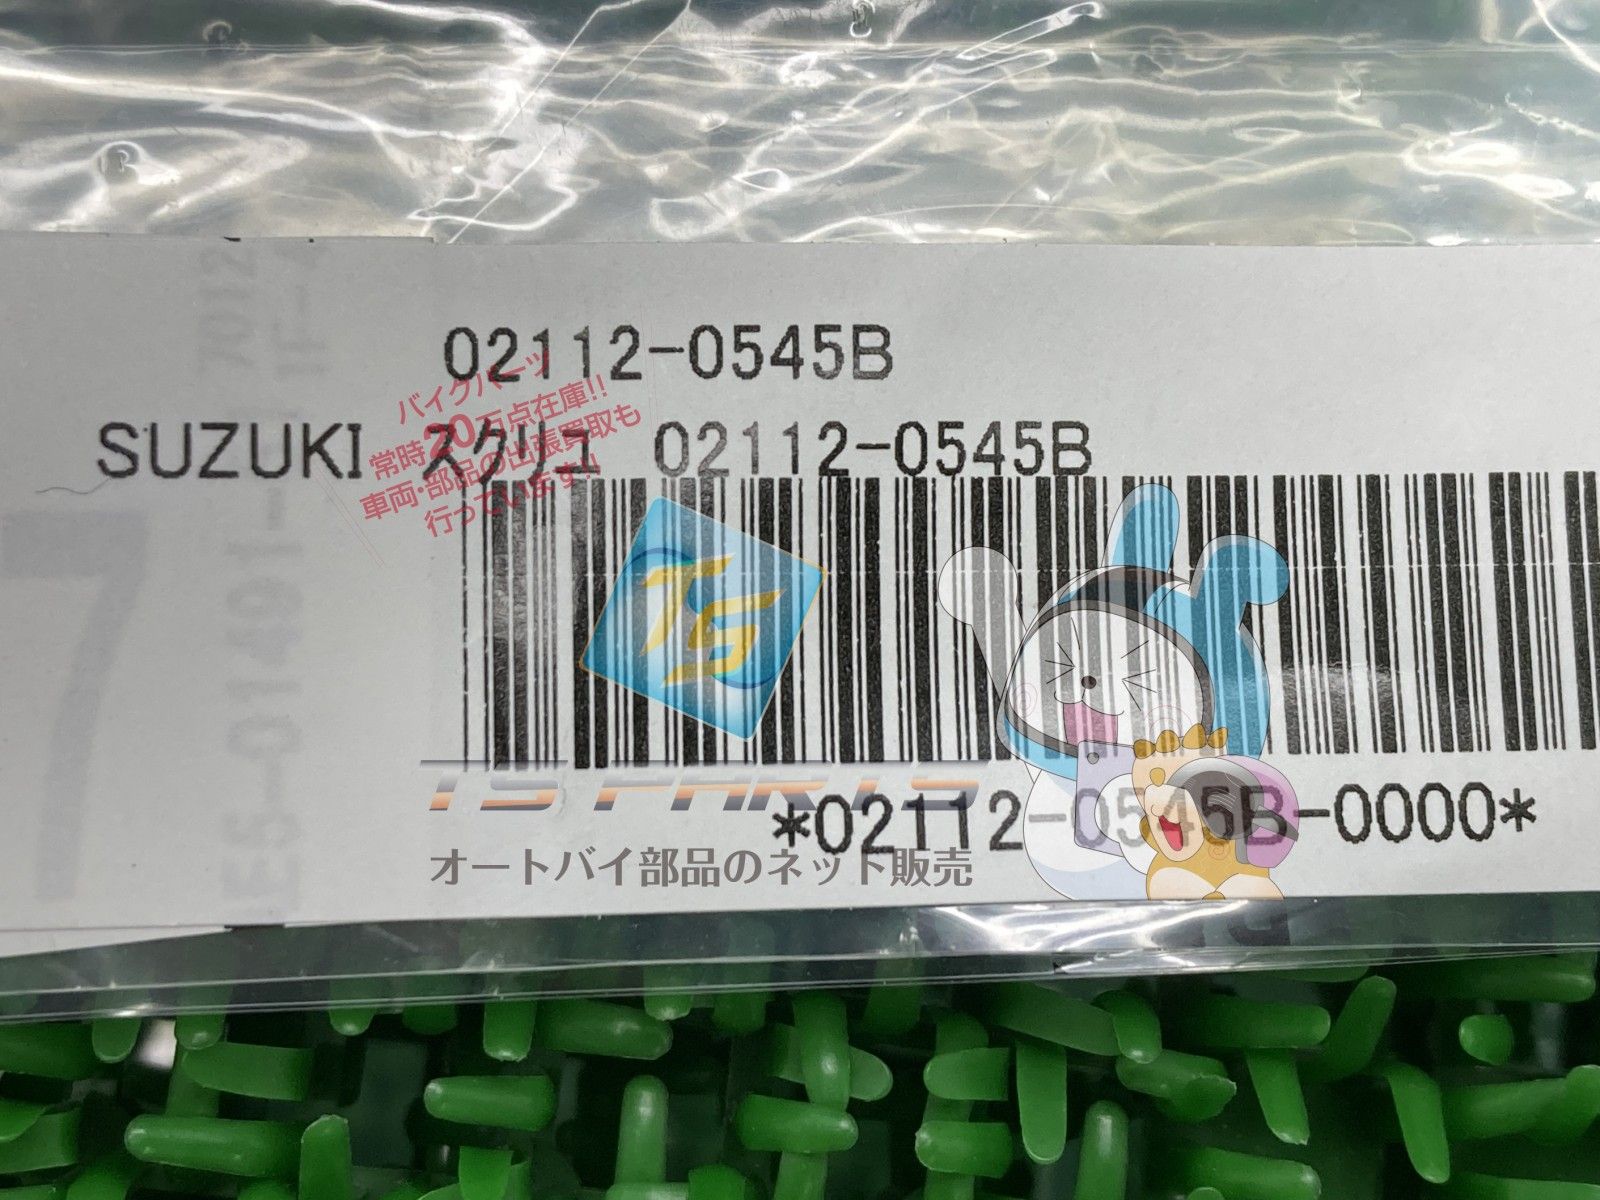 02112-0545B
SUZUKI スクリュ 02112-0545B
バイクパーツ
常時20万点在庫!!
車両・部品の出張買取も
行っています!!
TS
TS PARTS
*02112-0545B-0000*
オートバイ部品のネット販売